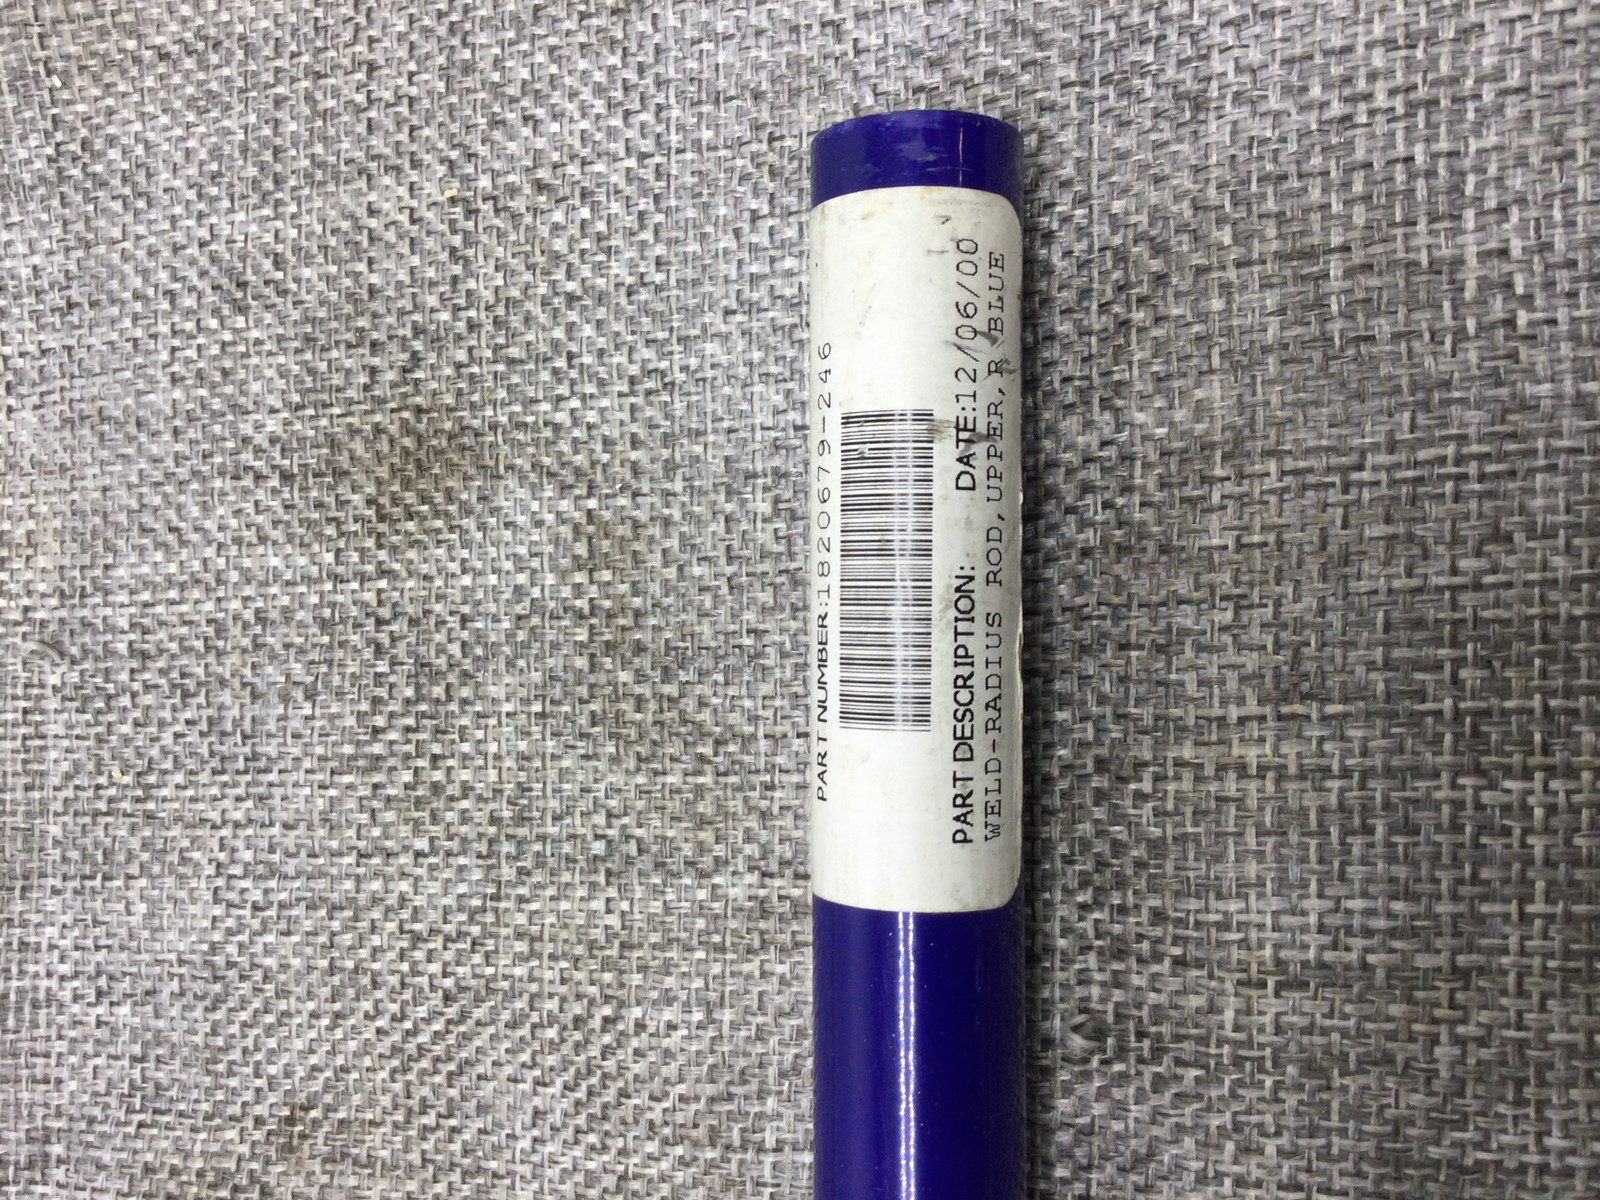 PART NUMBER:1820679-246
PART DESCRIPTION: DATE:12/06/00
WELD-RADIUS ROD,UPPER,R BLUE